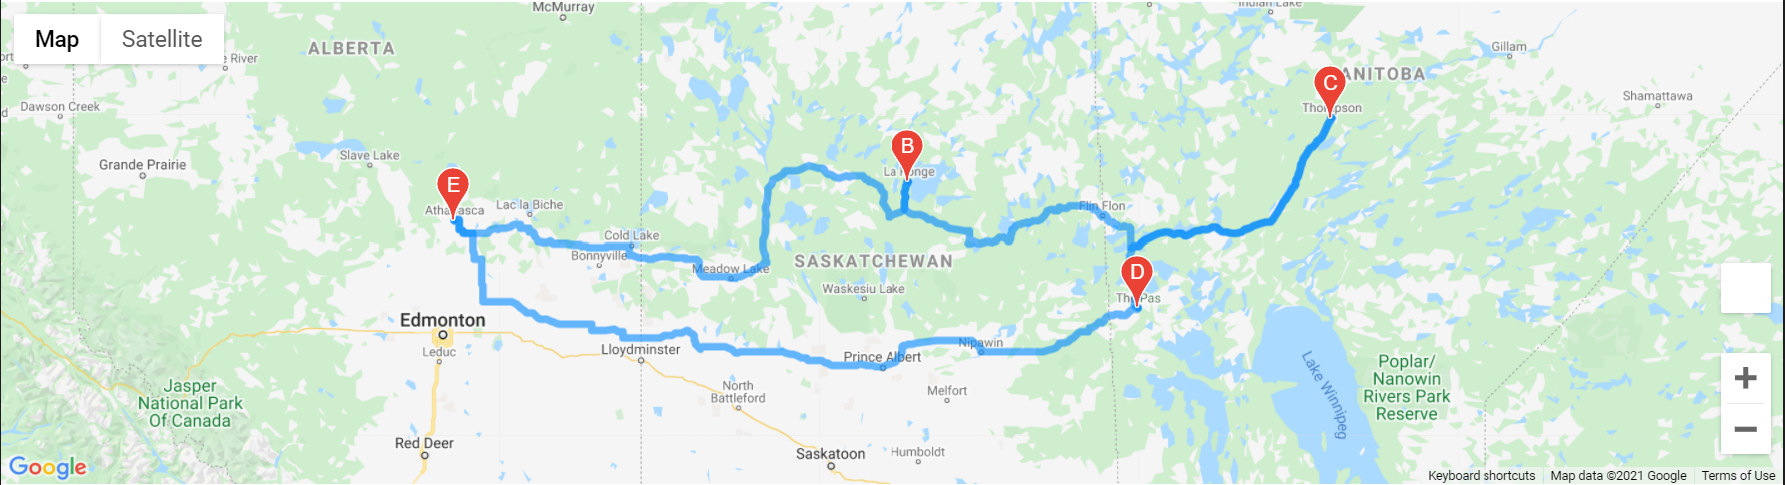 McMurray
Indian Lake
Map
Satellite
ALBERTA
River
Gillam
ANITOBA
C
Dawson Creek
Thompson
Shamattawa
B
Slave Lake
Grande Prairie
La Ronge
E
Athabasca
Lac la Biche
Flin Flon
Cold Lake
Bonnyville
SASKATCHEWAN
Meadow Lake
D
Waskesiu Lake
The Pas
Edmonton
Leduc
Lloydminster
Prince Albert
Nipawin
Lake Winnipeg
Poplar/
Nanowin
Rivers Park
Reserve
Jasper
National Park
Of Canada
North
Battleford
Melfort
Red Deer
Saskatoon
Humboldt
Google
Keyboard shortcuts
Map data ©2021 Google
Terms of Use